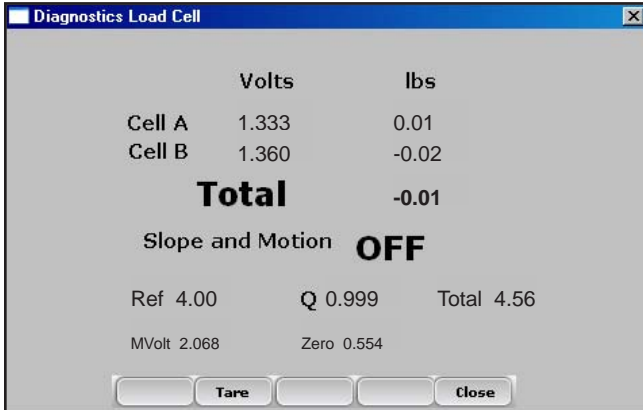 Diagnostics Load Cell
Volts lbs
Cell A 1.333 0.01
Cell B 1.360 -0.02
Total -0.01
Slope and Motion OFF
Ref 4.00 Q 0.999 Total 4.56
MVolt 2.068 Zero 0.554
Tare Close